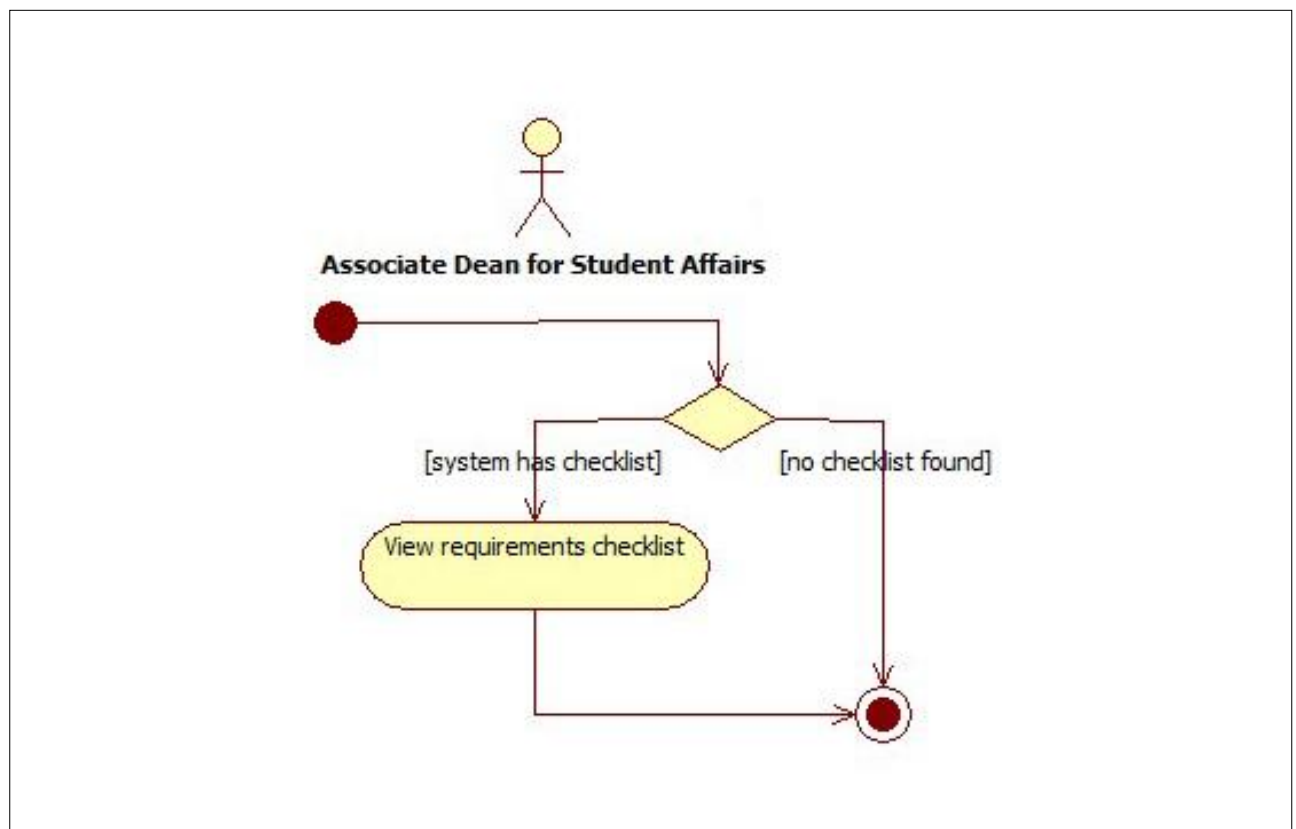 Associate Dean for Student Affairs
[system has checklist]
[no checklist found]
View requirements checklist